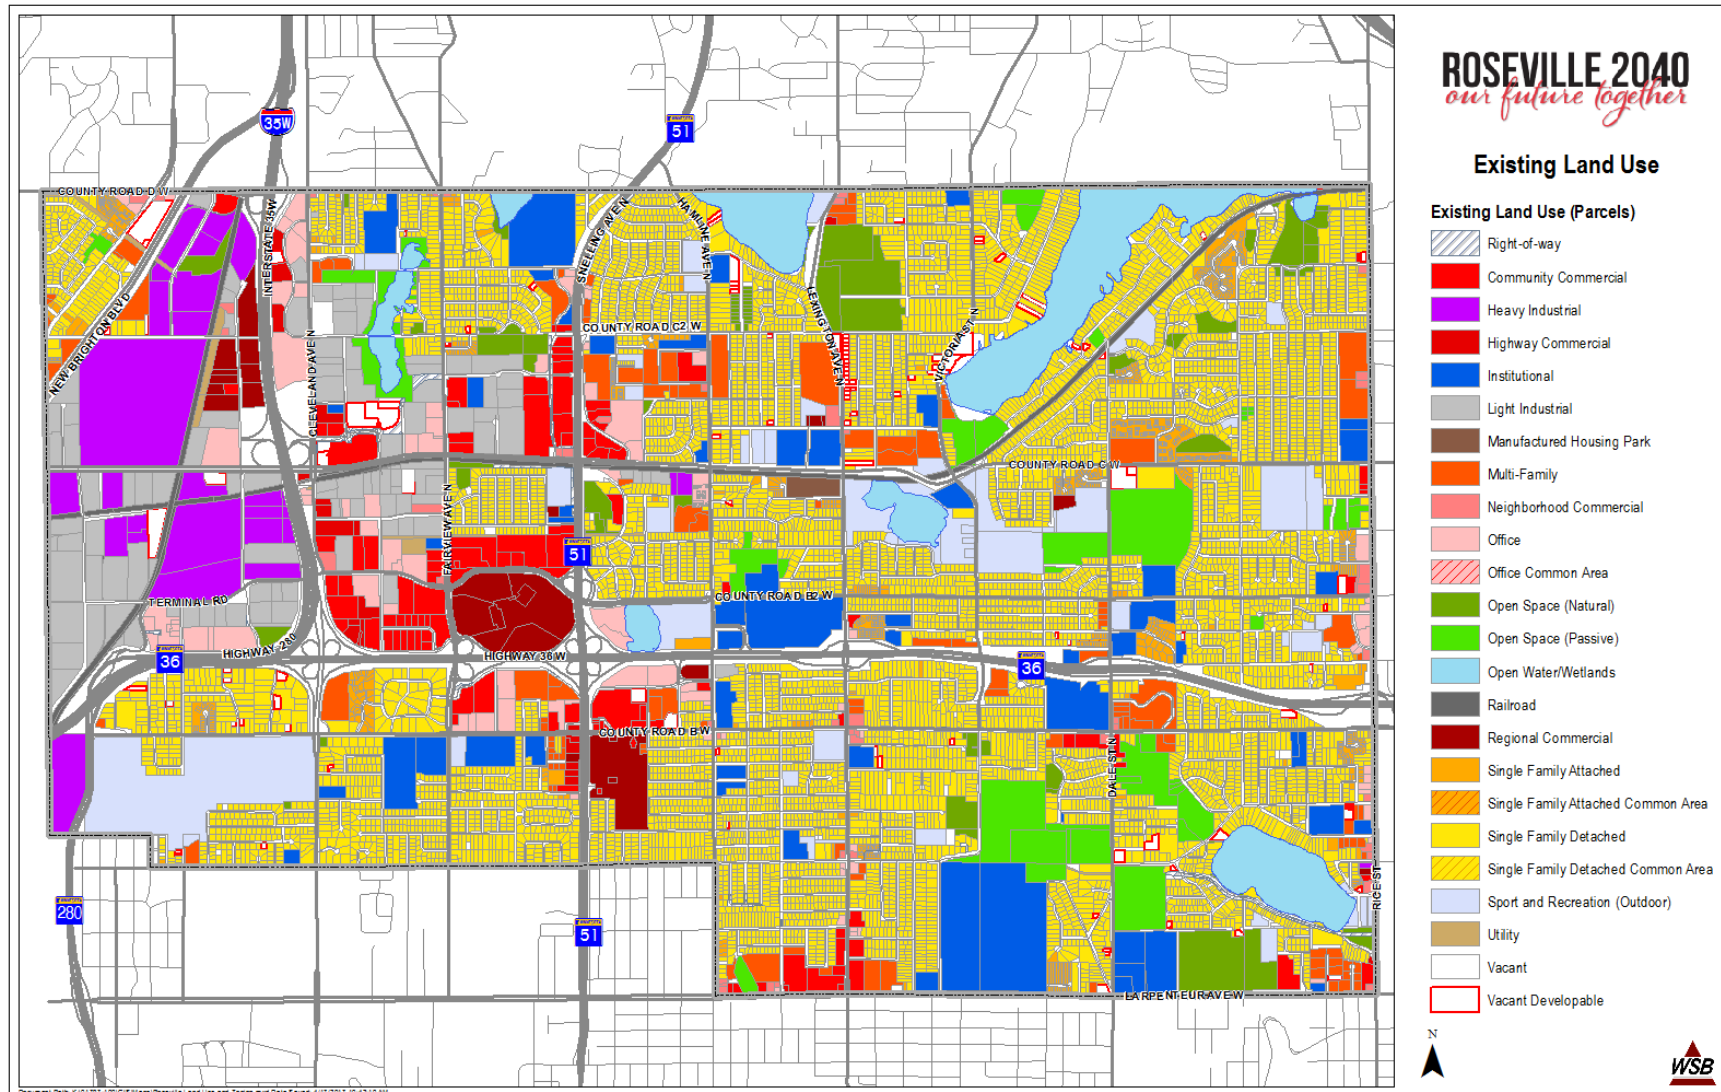 ROSEVILLE 2040
our future together
Existing Land Use
Existing Land Use (Parcels)
Right-of-way
Community Commercial
Heavy Industrial
Highway Commercial
Institutional
Light Industrial
Manufactured Housing Park
Multi-Family
Neighborhood Commercial
Office
Office Common Area
Open Space (Natural)
Open Space (Passive)
Open Water/Wetlands
Railroad
Regional Commercial
Single Family Attached
Single Family Attached Common Area
Single Family Detached
Single Family Detached Common Area
Sport and Recreation (Outdoor)
Utility
Vacant
Vacant Developable
N
WSB
35W
51
COUNTY ROAD D W
INTERSTATE 35W
SNELLING AVE N
HAMLINE AVE N
NEW BRIGHTON BLVD
CLEVELAND AVE N
COUNTY ROAD C2 W
LEXINGTON AVE N
VICTORIA ST N
COUNTY ROAD C W
FAIRVIEW AVE N
51
TERMINAL RD
COUNTY ROAD B2 W
HIGHWAY 280
36
HIGHWAY 36 W
36
COUNTY ROAD B W
DALE ST N
RICE ST
280
51
LARPENTEUR AVE W